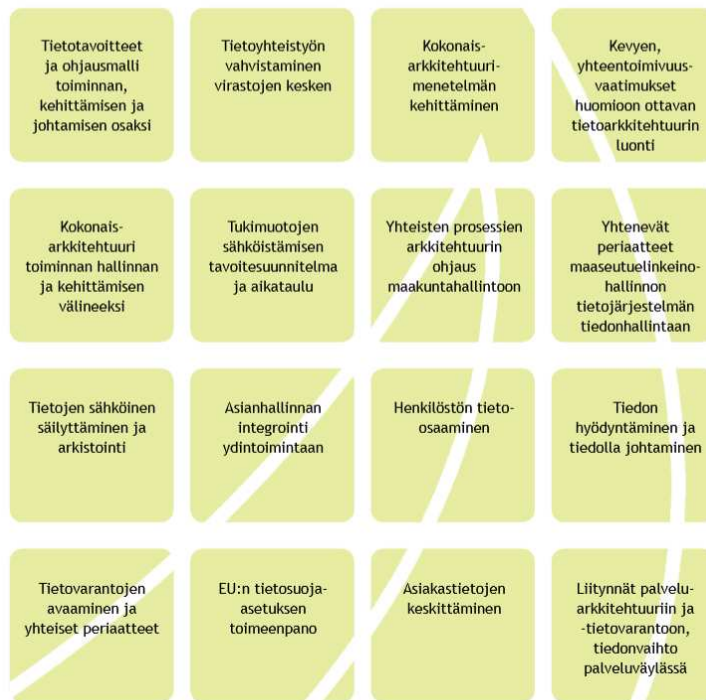 Tietotavoitteet
ja ohjausmalli
toiminnan,
kehittämisen ja
johtamisen osaksi
Tietoyhteistyön
vahvistaminen
virastojen kesken
Kokonais-
arkkitehtuuri-
menetelmän
kehittäminen
Kevyen,
yhteentoimivuus-
vaatimukset
huomioon ottavan
tietoarkkitehtuurin
luonti
Kokonais-
arkkitehtuuri
toiminnan hallinnan
ja kehittämisen
välineeksi
Tukimuotojen
sähköistämisen
tavoitesuunnitelma
ja aikataulu
Yhteisten prosessien
arkkitehtuurin
ohjaus
maakuntahallintoon
Yhtenevät
periaatteet
maaseutuelinkeino-
hallinnon
tietojärjestelmän
tiedonhallintaan
Tietojen sähköinen
säilyttäminen ja
arkistointi
Asianhallinnan
integrointi
ydintoimintaan
Henkilöstön tieto-
osaaminen
Tiedon
hyödyntäminen ja
tiedolla johtaminen
Tietovarantojen
avaaminen ja
yhteiset periaatteet
EU:n tietosuoja-
asetuksen
toimeenpano
Asiakastietojen
keskittäminen
Liitynnät palvelu-
arkkitehtuuriin ja
-tietovarantoon,
tiedonvaihto
palveluväylässä